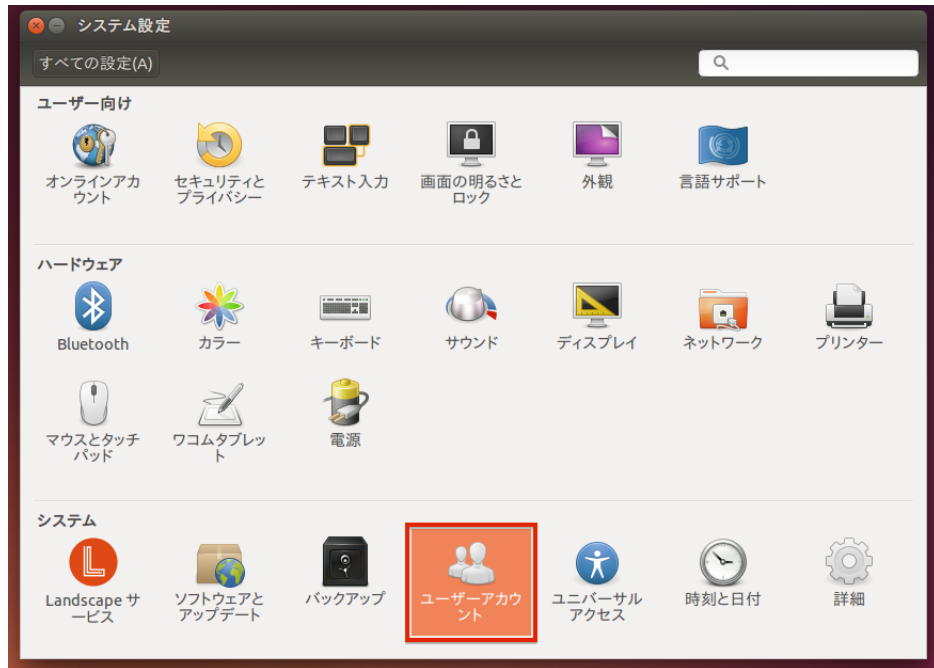 システム設定
すべての設定(A)
ユーザー向け
オンラインアカ
ウント
セキュリティと
プライバシー
テキスト入力
画面の明るさと
ロック
外観
言語サポート
ハードウェア
Bluetooth
カラー
キーボード
サウンド
ディスプレイ
ネットワーク
プリンター
マウスとタッチ
パッド
ワコムタブレッ
ト
電源
システム
Landscape サ
ービス
ソフトウェアと
アップデート
バックアップ
ユーザーアカウ
ント
ユニバーサル
アクセス
時刻と日付
詳細